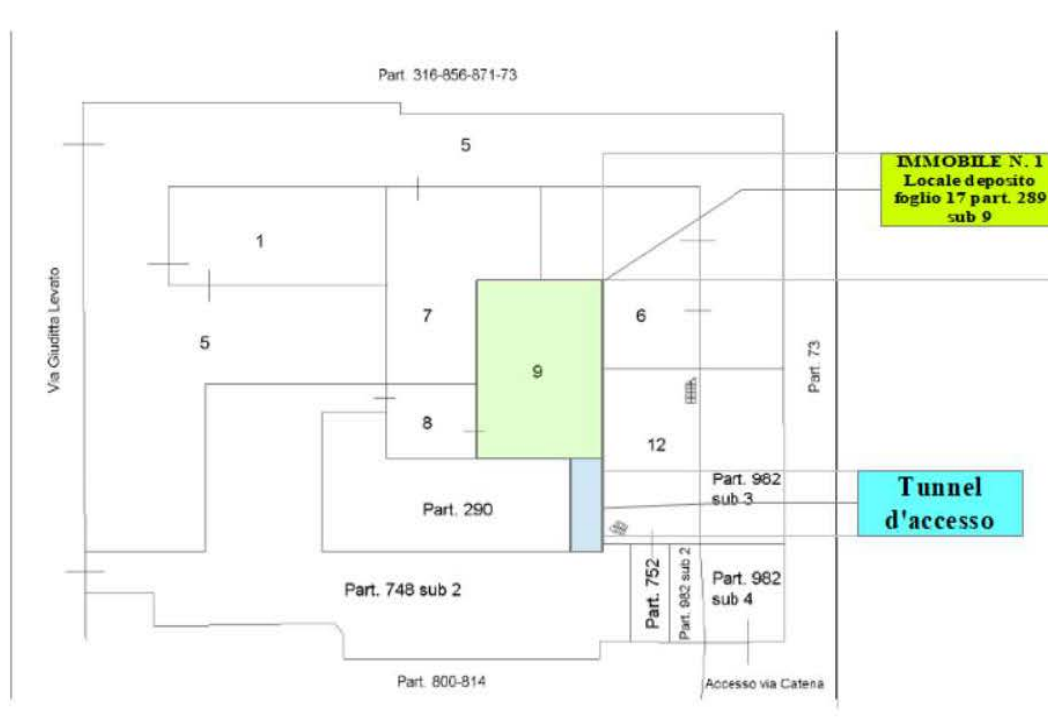 Part. 316-856-871-73
5
IMMOBILE N. 1
Locale deposito
foglio 17 part. 289
sub 9
1
Via Giuditta Levato
7
6
5
9
Part. 73
8
12
Part. 290
Part. 982
sub 3
Tunnel
d'accesso
Part. 748 sub 2
Part. 752
Part. 982 sub 2
Part. 982
sub 4
Part. 800-814
Accesso via Catena